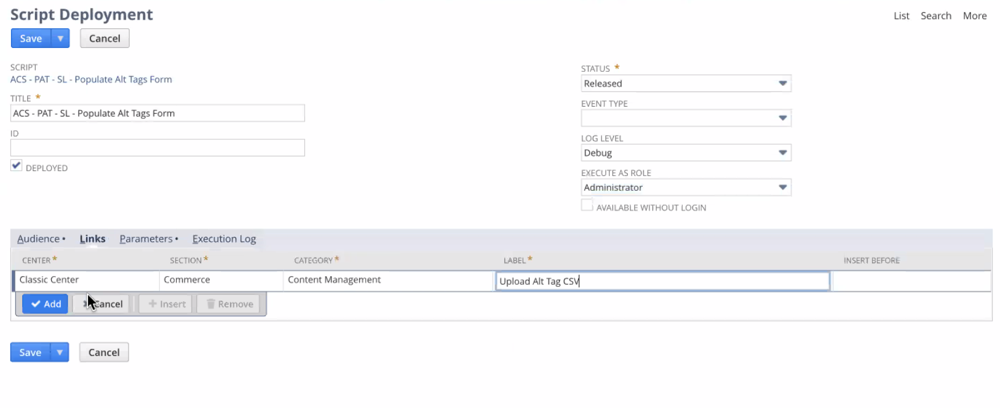 Script Deployment
List Search More
Save Cancel
SCRIPT
ACS - PAT - SL - Populate Alt Tags Form
TITLE *
ACS - PAT - SL - Populate Alt Tags Form
ID
DEPLOYED
STATUS *
Released
EVENT TYPE
LOG LEVEL
Debug
EXECUTE AS ROLE
Administrator
AVAILABLE WITHOUT LOGIN
Audience • Links Parameters • Execution Log
CENTER * SECTION * CATEGORY * LABEL * INSERT BEFORE
Classic Center Commerce Content Management Upload Alt Tag CSV
Add Cancel + Insert Remove
Save Cancel